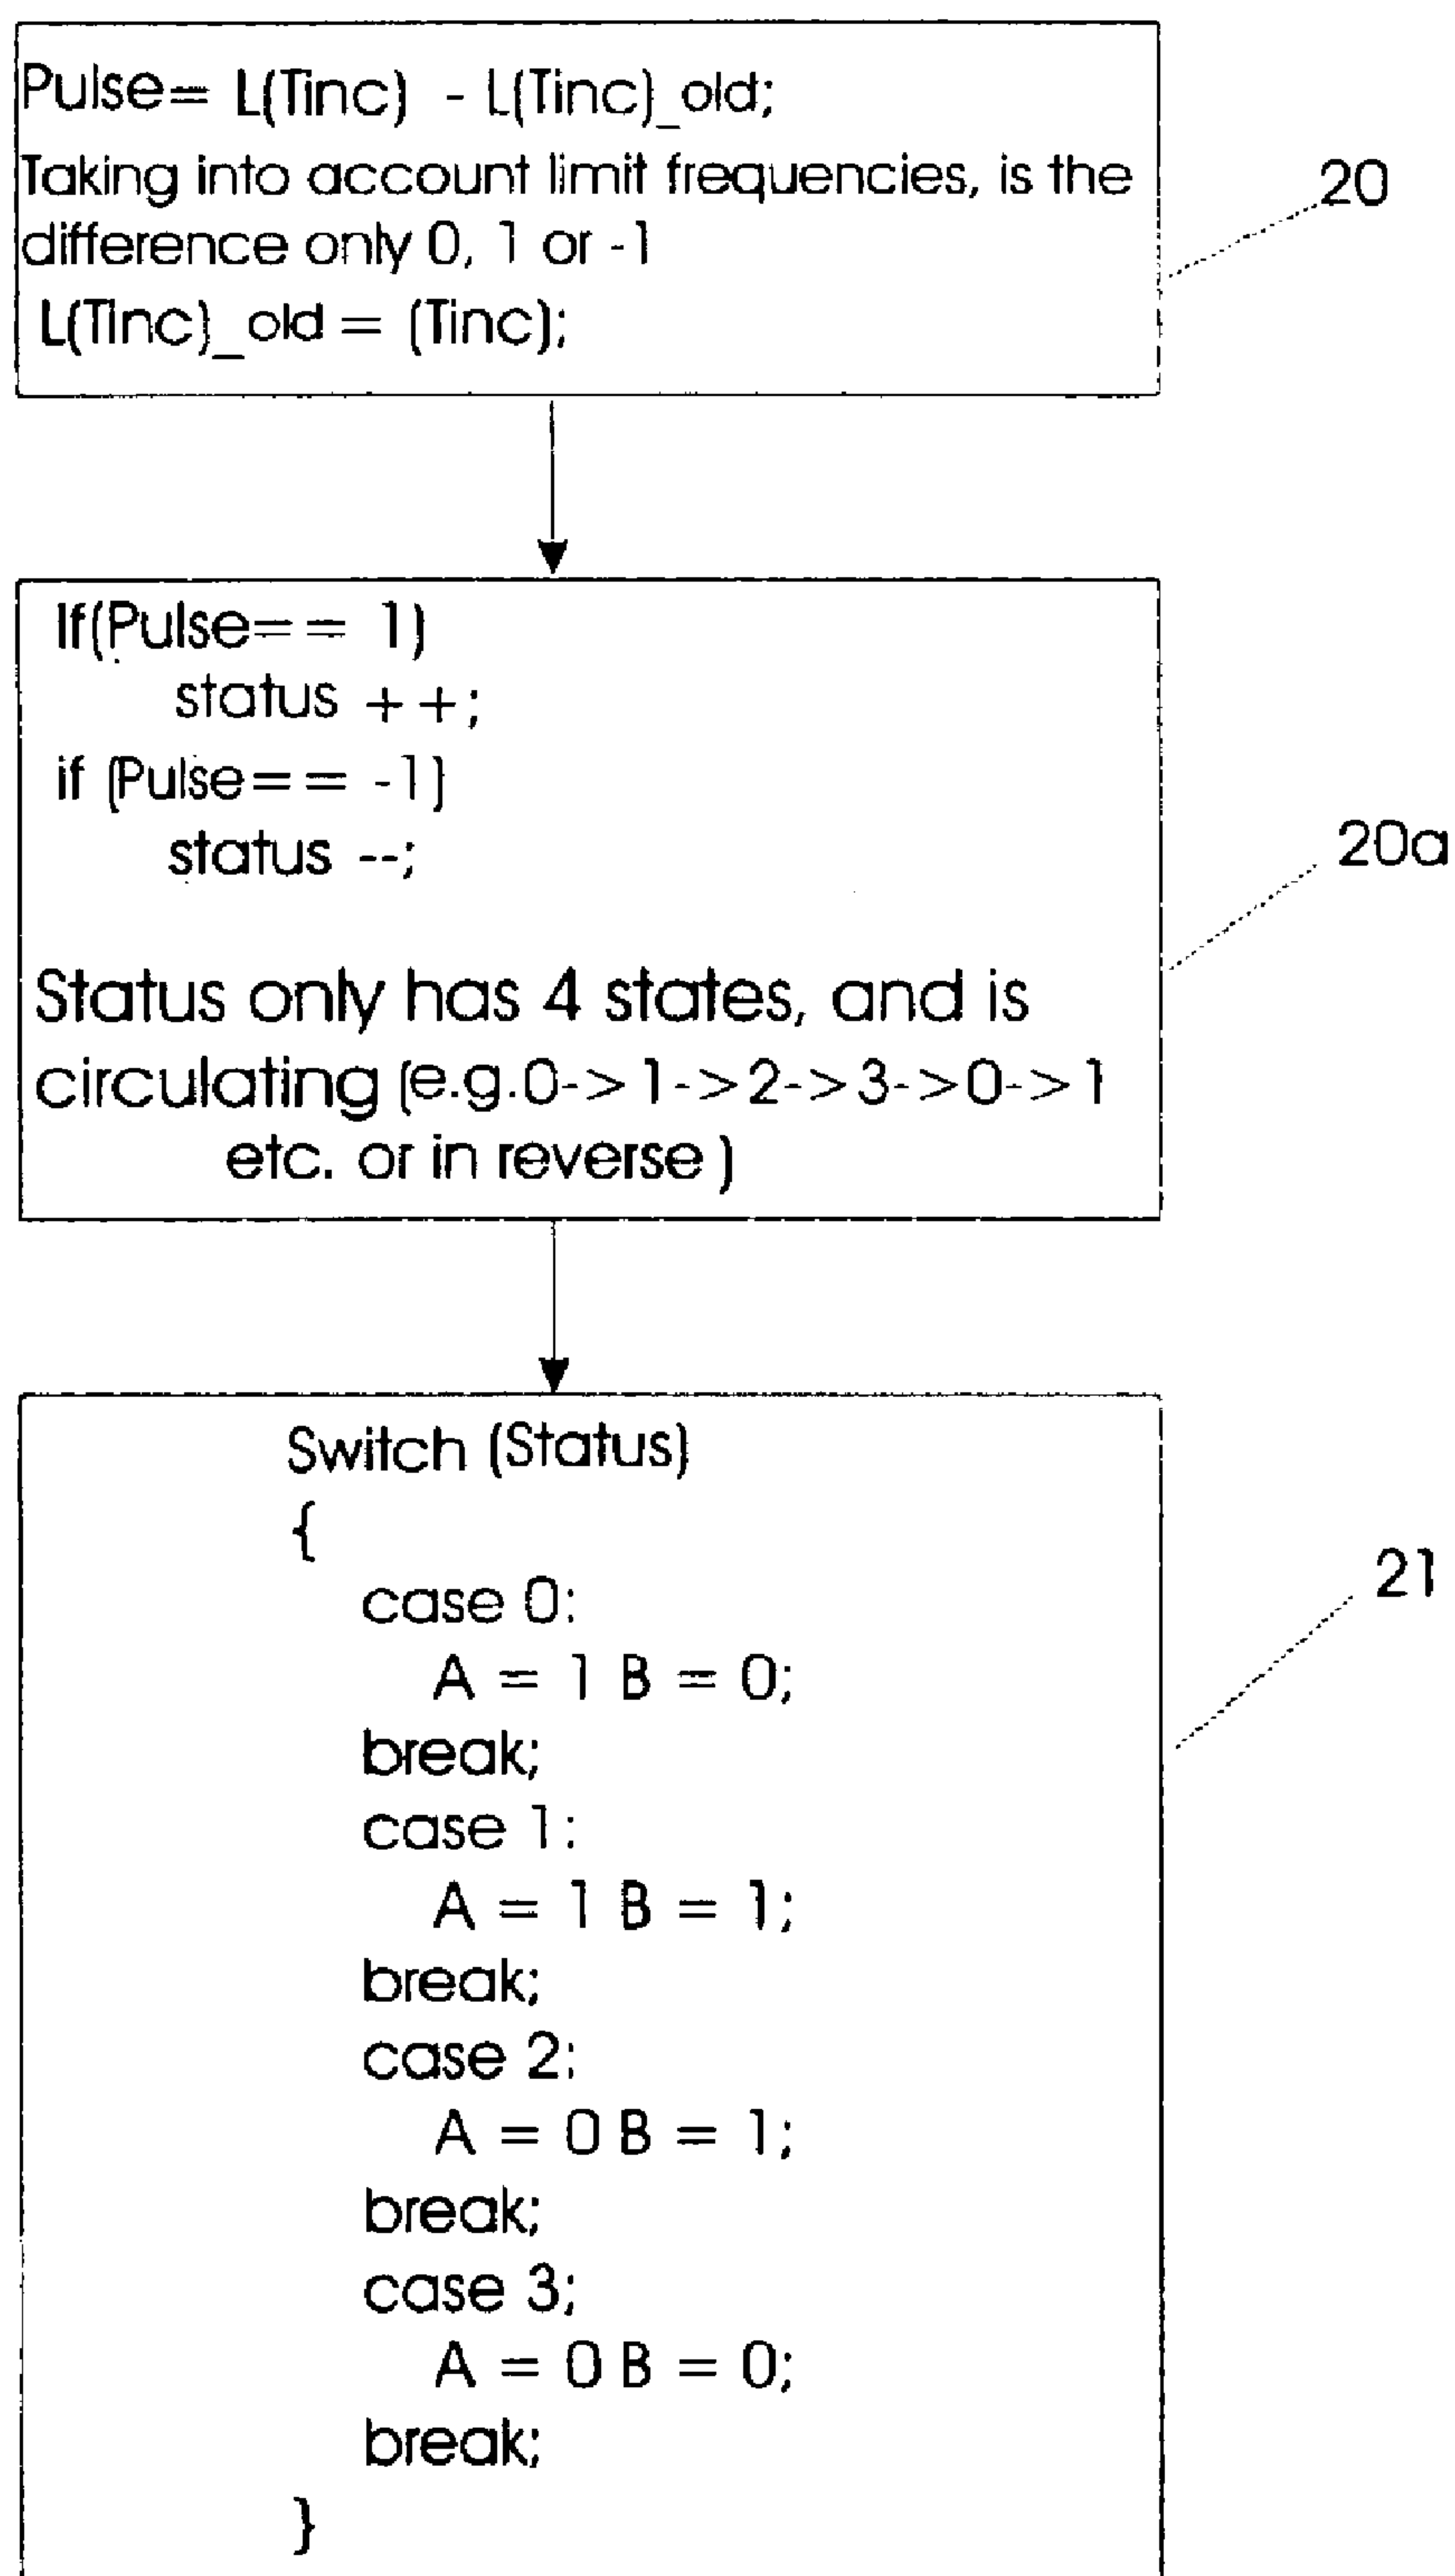 Pulse= L(Tinc) - L(Tinc)_old;
Taking into account limit frequencies, is the
difference only 0, 1 or -1
L(Tinc)_old = (Tinc);
20
If(Pulse== 1)
status ++;
if (Pulse== -1)
status --;
20a
Status only has 4 states, and is
circulating (e.g.0->1->2->3->0->1
etc. or in reverse)
Switch (Status)
{
case 0:
21
A = 1 B = 0;
break;
case 1:
A = 1 B = 1;
break;
case 2:
A = 0 B = 1;
break;
case 3;
A = 0 B = 0;
break;
}